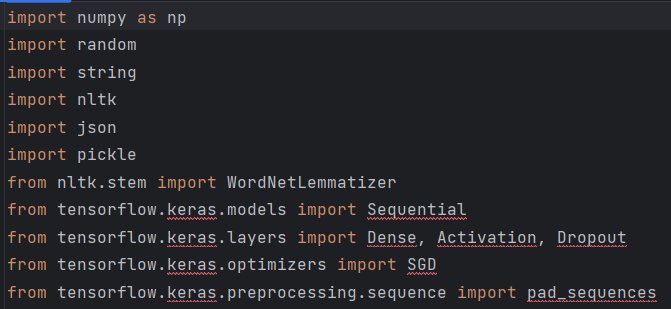 import numpy as np
import random
import string
import nltk
import json
import pickle
from nltk.stem import WordNetLemmatizer
from tensorflow.keras.models import Sequential
from tensorflow.keras.layers import Dense, Activation, Dropout
from tensorflow.keras.optimizers import SGD
from tensorflow.keras.preprocessing.sequence import pad_sequences